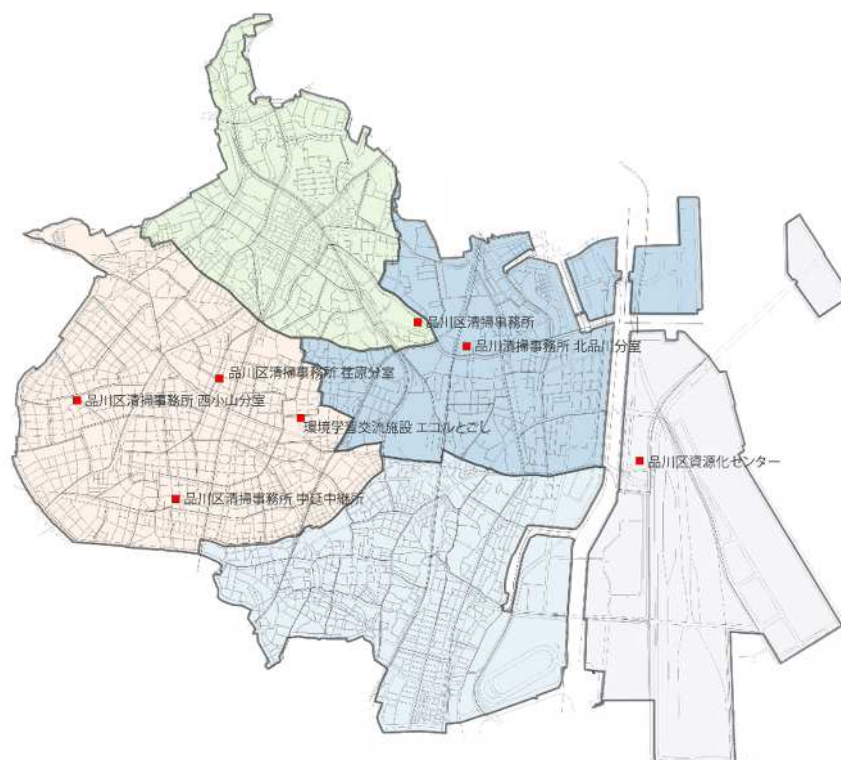 品川区清掃事務所
品川清掃事務所 北品川分室
品川区清掃事務所 荏原分室
品川区清掃事務所 西小山分室
環境学習交流施設 エコルとごし
品川区資源化センター
品川区清掃事務所 中延中継所